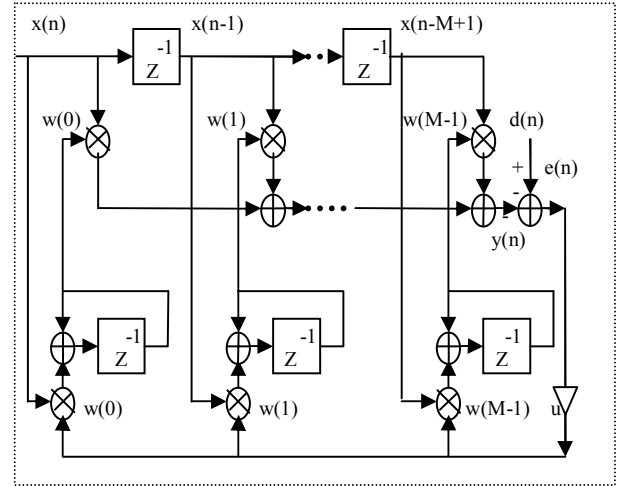 x(n) x(n-1) x(n-M+1)
Z -1 Z -1
w(0) w(1) w(M-1) d(n)
+ e(n)
-
-
y(n)
Z -1 Z -1 Z -1
w(0) w(1) w(M-1) u